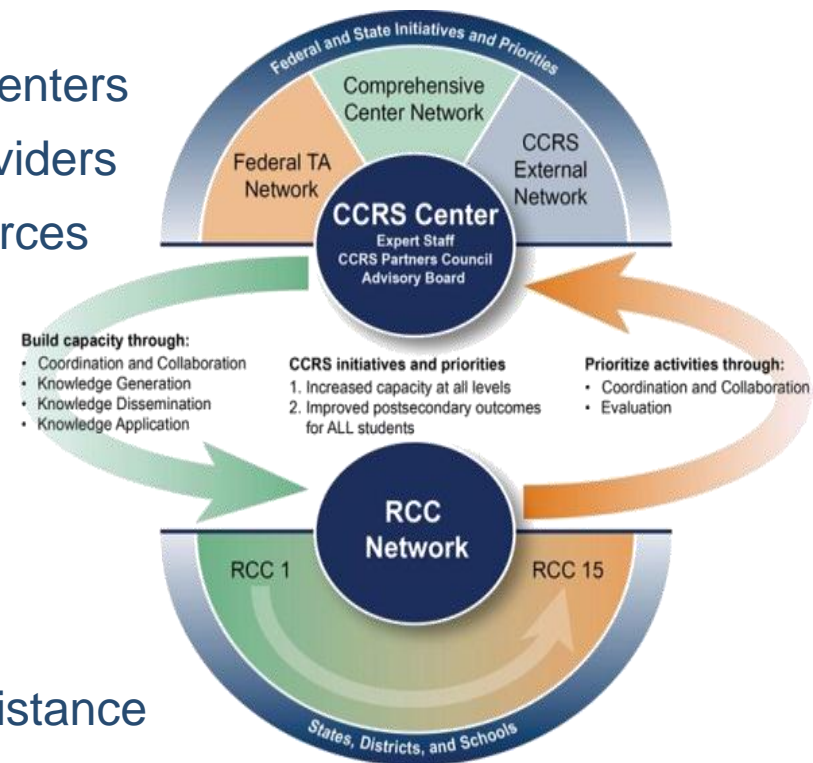 enters
viders
rces
istance
Federal and State Initiatives and Priorities
Comprehensive
Center Network
Federal TA
Network
CCRS
External
Network
CCRS Center
Expert Staff
CCRS Partners Council
Advisory Board
Build capacity through:
• Coordination and Collaboration
• Knowledge Generation
• Knowledge Dissemination
• Knowledge Application
CCRS initiatives and priorities
1. Increased capacity at all levels
2. Improved postsecondary outcomes
for ALL students
Prioritize activities through:
• Coordination and Collaboration
• Evaluation
RCC
Network
RCC 1
RCC 15
States, Districts, and Schools